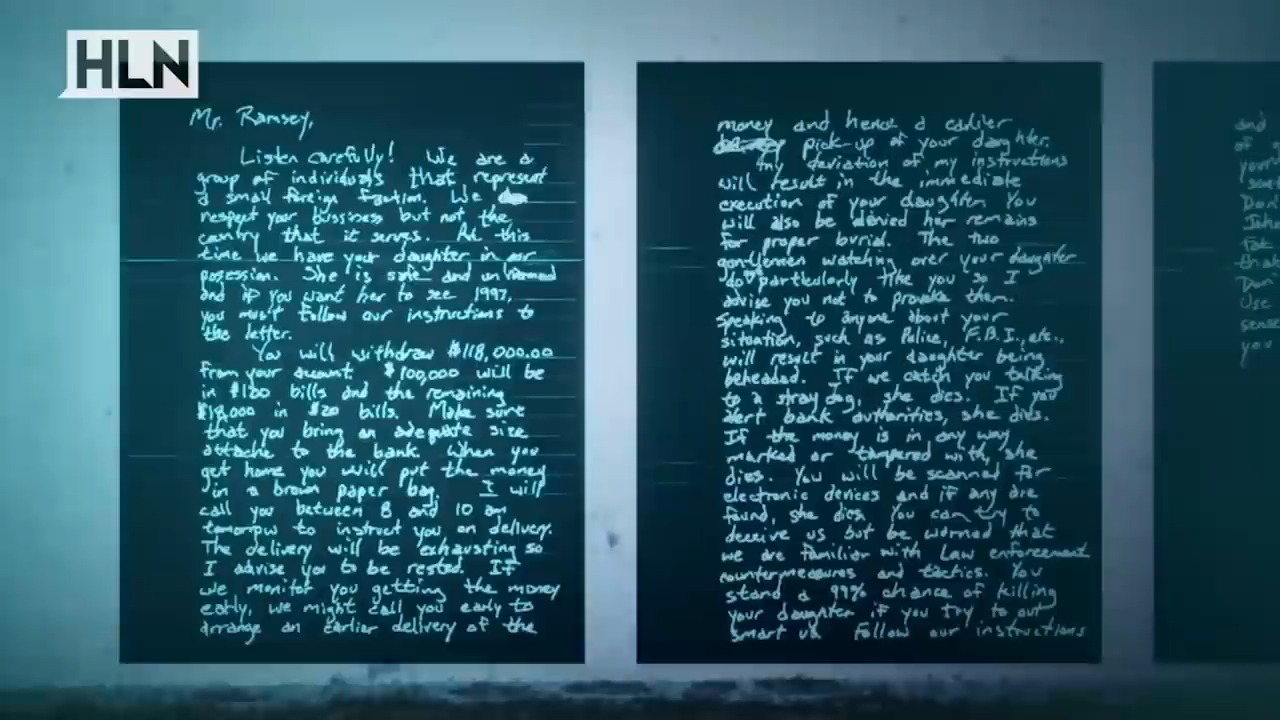 HLN
Mr. Ramsey,
Listen carefully! We are a
group of individuals that represent
a small foreign faction. We
respect your bussiness but not the
country that it serves. At this
time we have your daughter in our
posession. She is safe and unharmed
and if you want her to see 1997,
you must follow our instructions to
the letter.
You will withdraw $118,000.00
from your account. $100,000 will be
in $100 bills and the remaining
$18,000 in $20 bills. Make sure
that you bring an adequate size
attache to the bank. When you
get home you will put the money
in a brown paper bag. I will
call you between 8 and 10 am
tomorrow to instruct you on delivery.
The delivery will be exhausting so
I advise you to be rested. If
we monitor you getting the money
early, we might call you early to
arrange an earlier delivery of the
money and hence a earlier
pick-up of your daughter.
Any deviation of my instructions
will result in the immediate
execution of your daughter. You
will also be denied her remains
for proper burial. The two
gentlemen watching over your daughter
do particularly like you so I
advise you not to provoke them.
Speaking to anyone about your
situation, such as Police, F.B.I., etc.,
will result in your daughter being
beheaded. If we catch you talking
to a stray dog, she dies. If you
alert bank authorities, she dies.
If the money is in any way
marked or tampered with, she
dies. You will be scanned for
electronic devices and if any are
found, she dies. You can try to
deceive us but be warned that
we are familiar with Law enforcement
countermeasures and tactics. You
stand a 99% chance of killing
your daughter if you try to out
smart us. Follow our instructions
and
of
your
Don't
John
Fat
that
Don
Use
sense
you